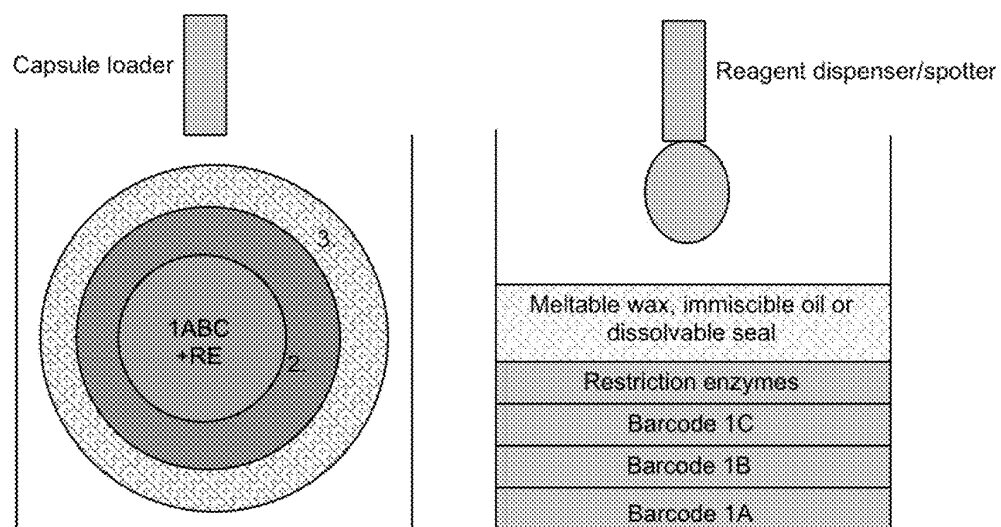 Capsule loader
Reagent dispenser/spotter
3.
1ABC
+RE
2.
Meltable wax, immiscible oil or
dissolvable seal
Restriction enzymes
Barcode 1C
Barcode 1B
Barcode 1A